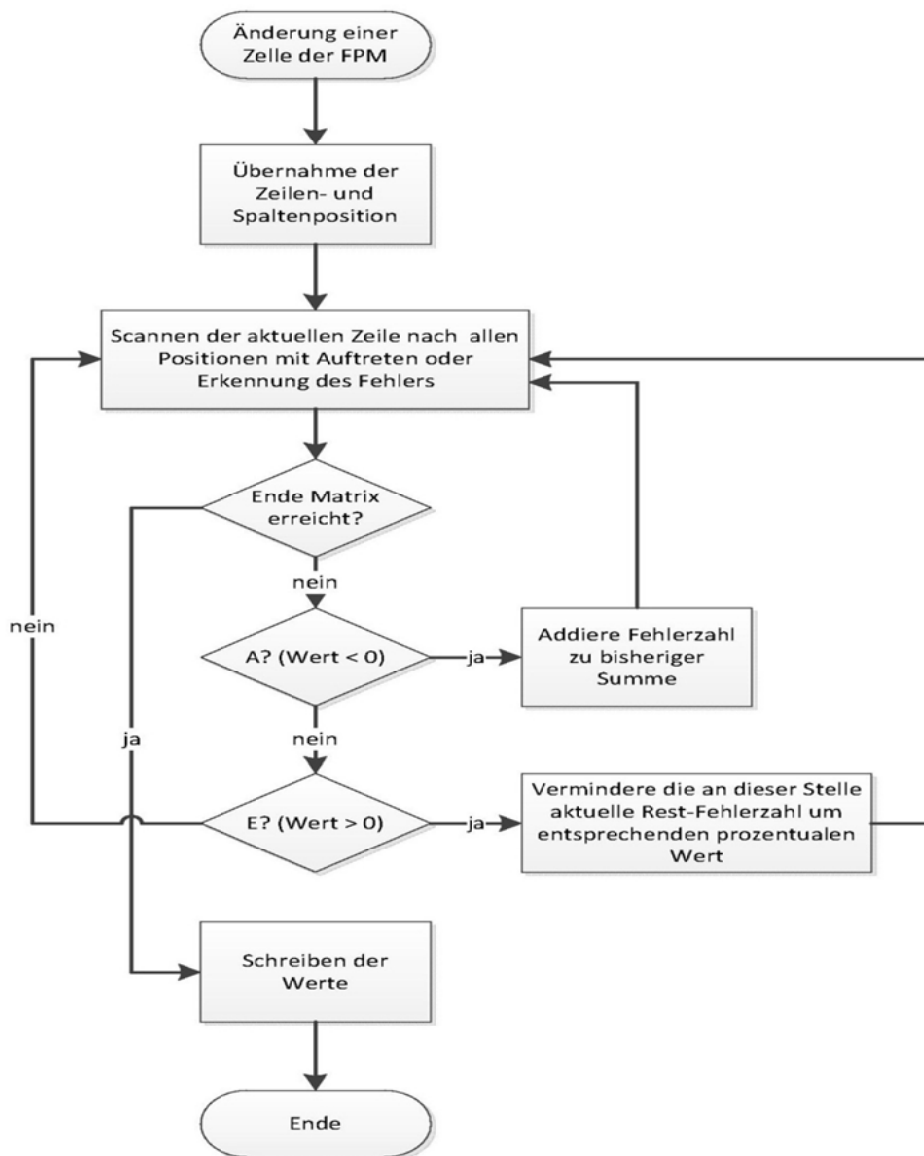 Änderung einer
Zelle der FPM
Übernahme der
Zeilen- und
Spaltenposition
Scannen der aktuellen Zeile nach allen
Positionen mit Auftreten oder
Erkennung des Fehlers
Ende Matrix
erreicht?
nein
nein
A? (Wert < 0)
ja
Addiere Fehlerzahl
zu bisheriger
Summe
ja
nein
E? (Wert > 0)
ja
Vermindere die an dieser Stelle
aktuelle Rest-Fehlerzahl um
entsprechenden prozentualen
Wert
Schreiben der
Werte
Ende